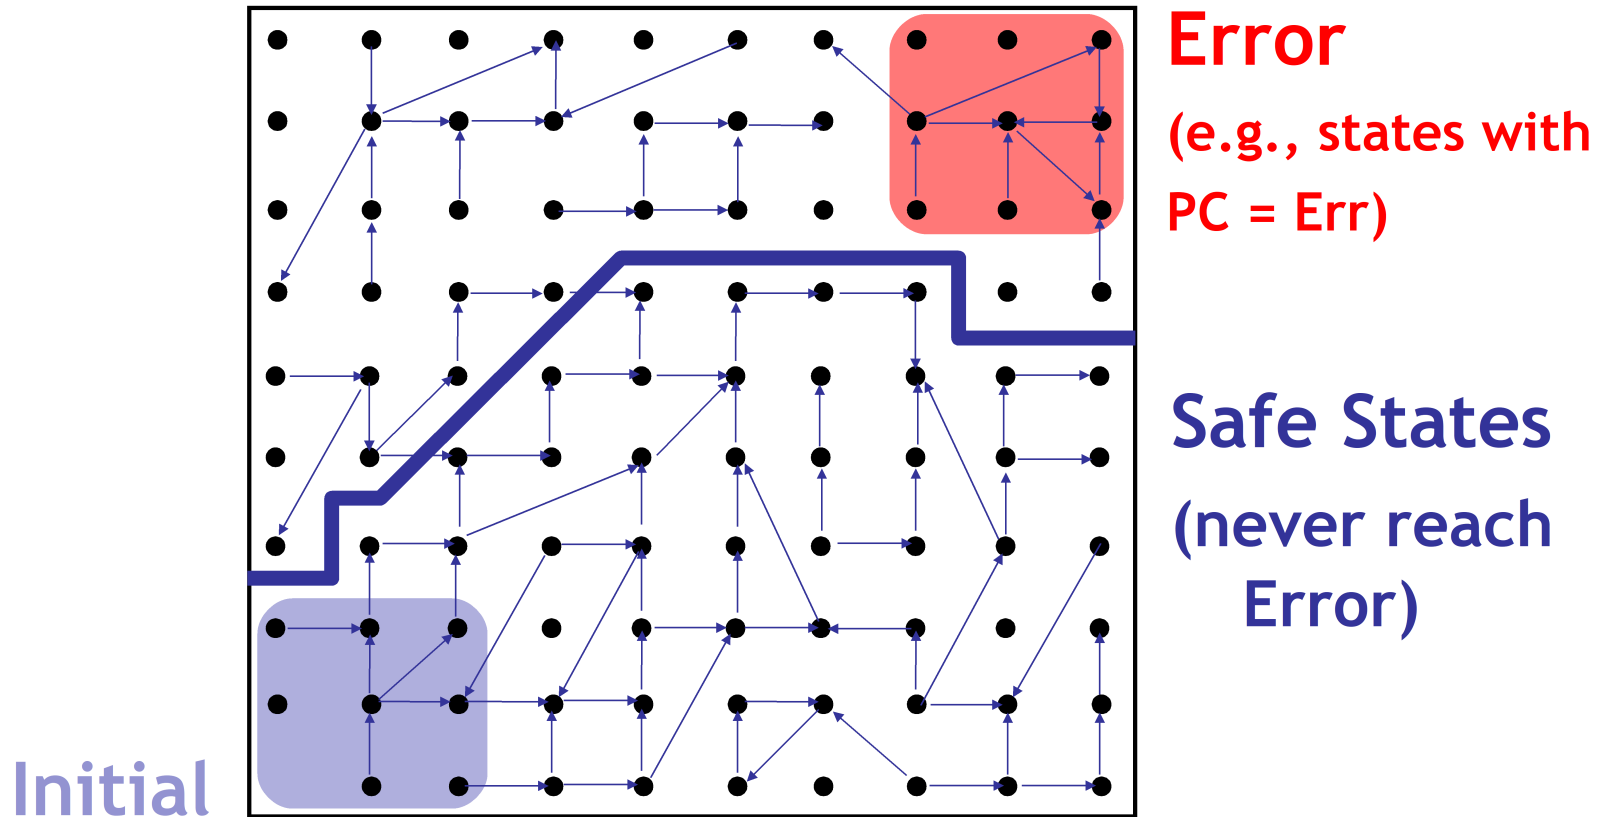 Error
(e.g., states with
PC = Err)
Safe States
(never reach
Error)
Initial